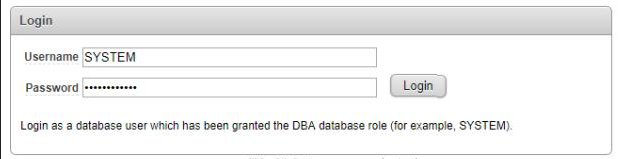 Login
Username SYSTEM
Password ••••••••••••
Login
Login as a database user which has been granted the DBA database role (for example, SYSTEM).